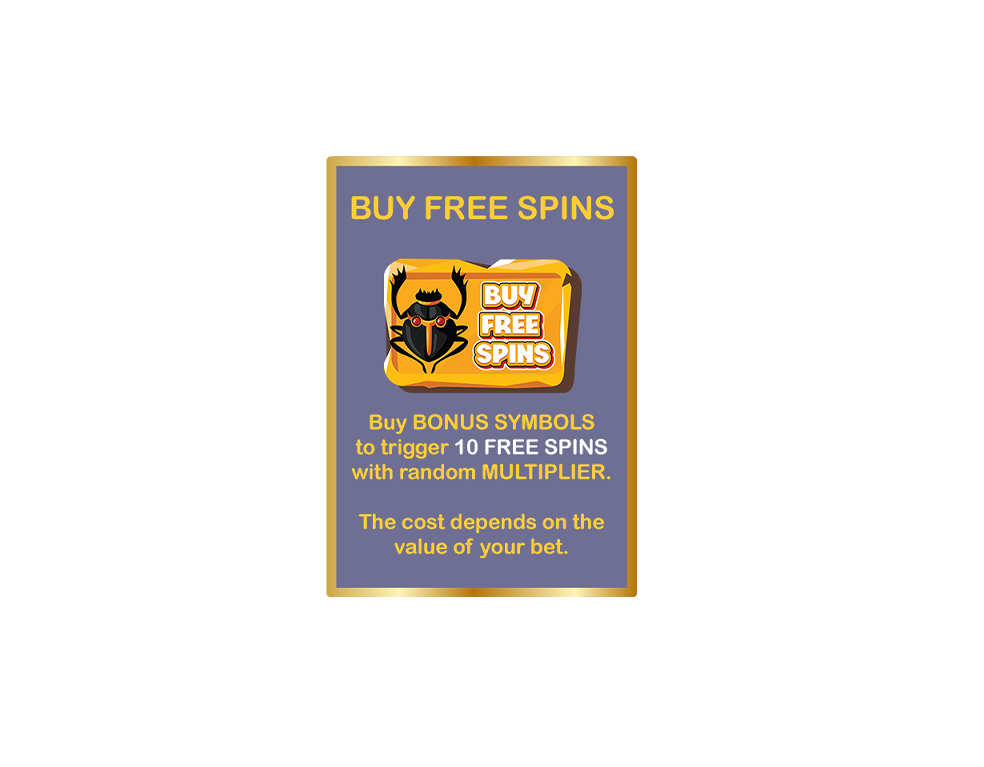 BUY FREE SPINS
BUY
FREE
SPINS
Buy BONUS SYMBOLS
to trigger 10 FREE SPINS
with random MULTIPLIER.
The cost depends on the
value of your bet.